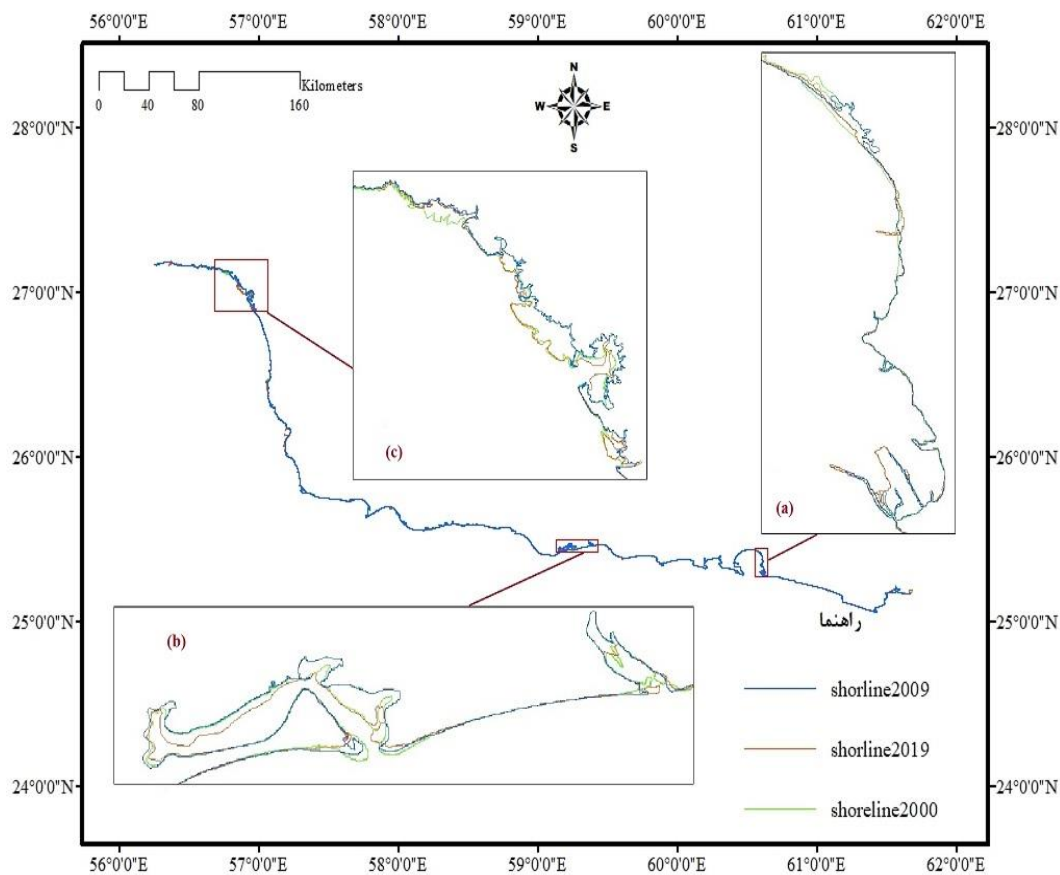 56°0'0"E 57°0'0"E 58°0'0"E 59°0'0"E 60°0'0"E 61°0'0"E 62°0'0"E
Kilometers
0 40 80 160
N
W E
S
28°0'0"N 28°0'0"N
27°0'0"N 27°0'0"N
(c)
26°0'0"N 26°0'0"N
(a)
25°0'0"N 25°0'0"N
راهنما
(b)
shorline2009
shorline2019
24°0'0"N 24°0'0"N
shoreline2000
56°0'0"E 57°0'0"E 58°0'0"E 59°0'0"E 60°0'0"E 61°0'0"E 62°0'0"E